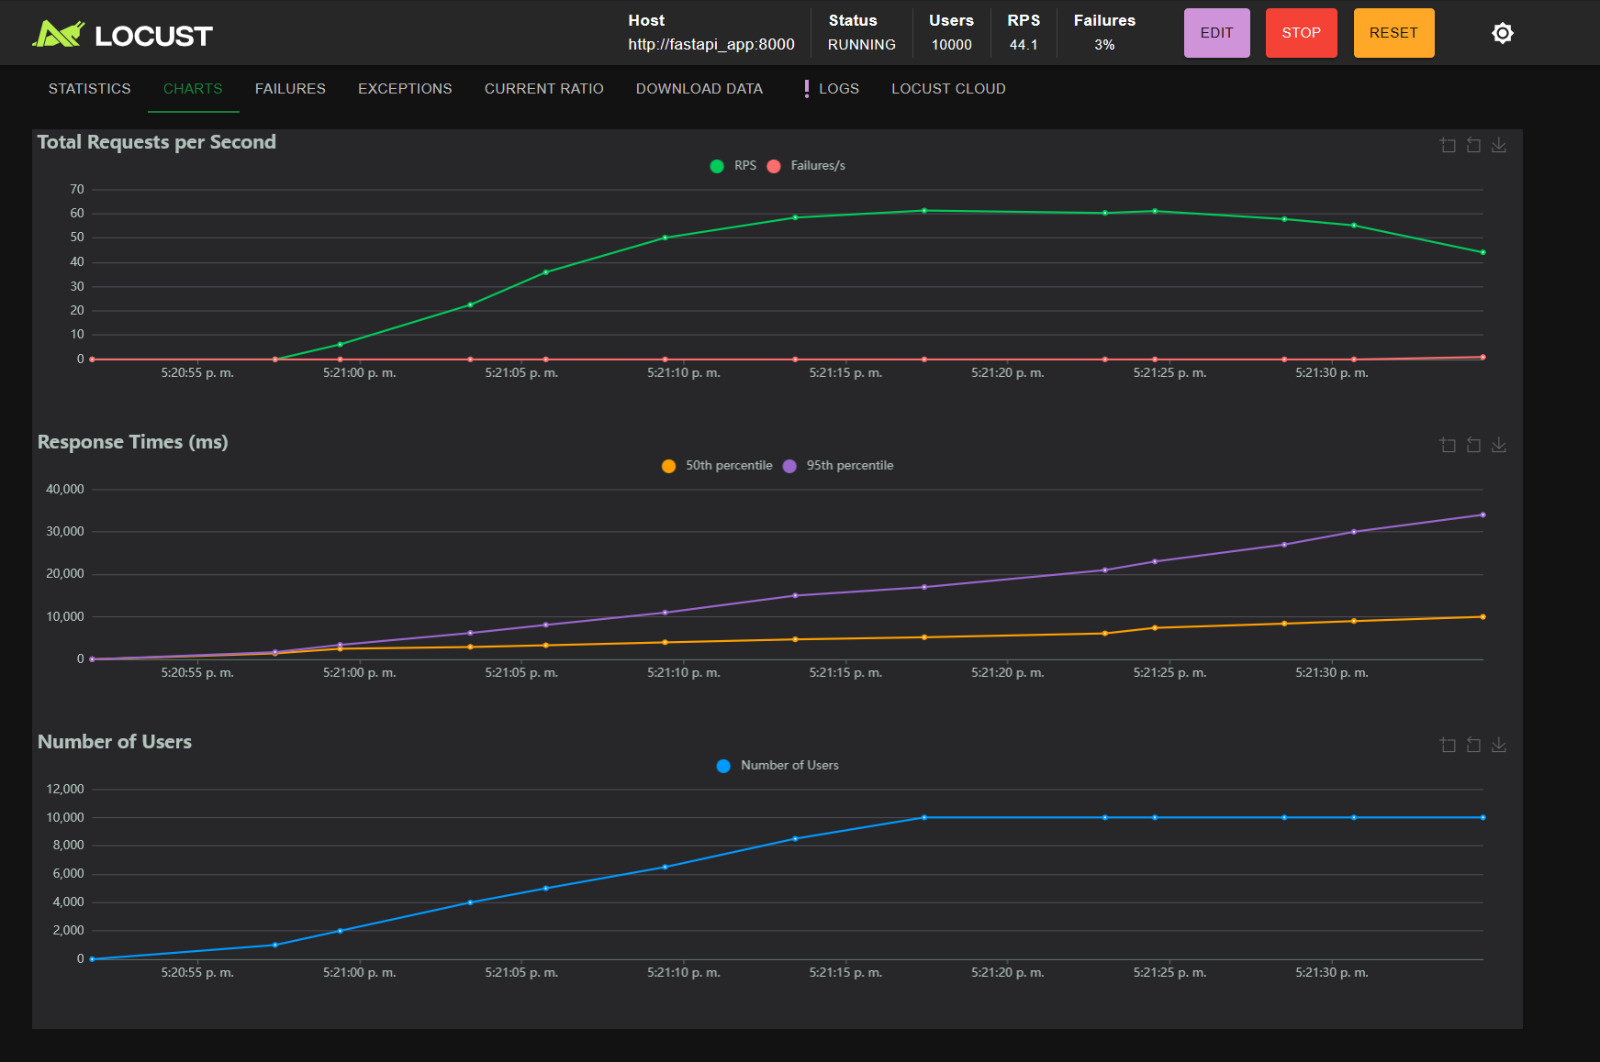 LOCUST
Host
http://fastapi_app:8000
Status
RUNNING
Users
10000
RPS
44.1
Failures
3%
EDIT
STOP
RESET
STATISTICS
CHARTS
FAILURES
EXCEPTIONS
CURRENT RATIO
DOWNLOAD DATA
! LOGS
LOCUST CLOUD
Total Requests per Second
RPS Failures/s
70
60
50
40
30
20
10
0
5:20:55 p. m. 5:21:00 p. m. 5:21:05 p. m. 5:21:10 p. m. 5:21:15 p. m. 5:21:20 p. m. 5:21:25 p. m. 5:21:30 p. m.
Response Times (ms)
50th percentile 95th percentile
40,000
30,000
20,000
10,000
0
5:20:55 p. m. 5:21:00 p. m. 5:21:05 p. m. 5:21:10 p. m. 5:21:15 p. m. 5:21:20 p. m. 5:21:25 p. m. 5:21:30 p. m.
Number of Users
Number of Users
12,000
10,000
8,000
6,000
4,000
2,000
0
5:20:55 p. m. 5:21:00 p. m. 5:21:05 p. m. 5:21:10 p. m. 5:21:15 p. m. 5:21:20 p. m. 5:21:25 p. m. 5:21:30 p. m.